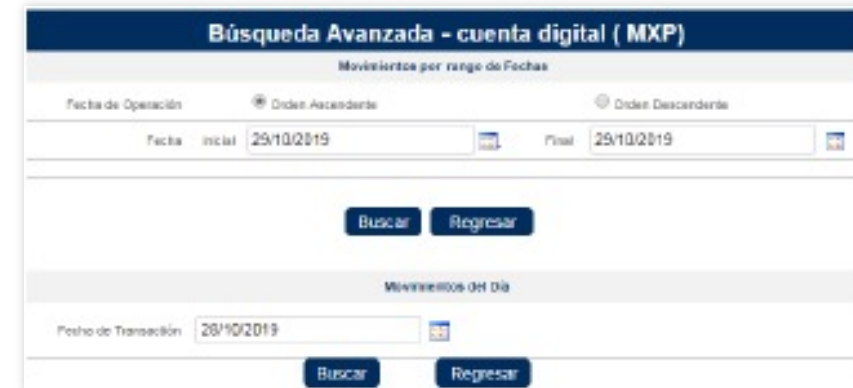 Búsqueda Avanzada - cuenta digital ( MXP)
Movimientos por rango de Fechas
Fecha de Operación Orden Ascendente Orden Descendente
Fecha inicial 29/10/2019 Final 29/10/2019
Buscar Regresar
Movimientos del Día
Fecha de Transacción 28/10/2019
Buscar Regresar